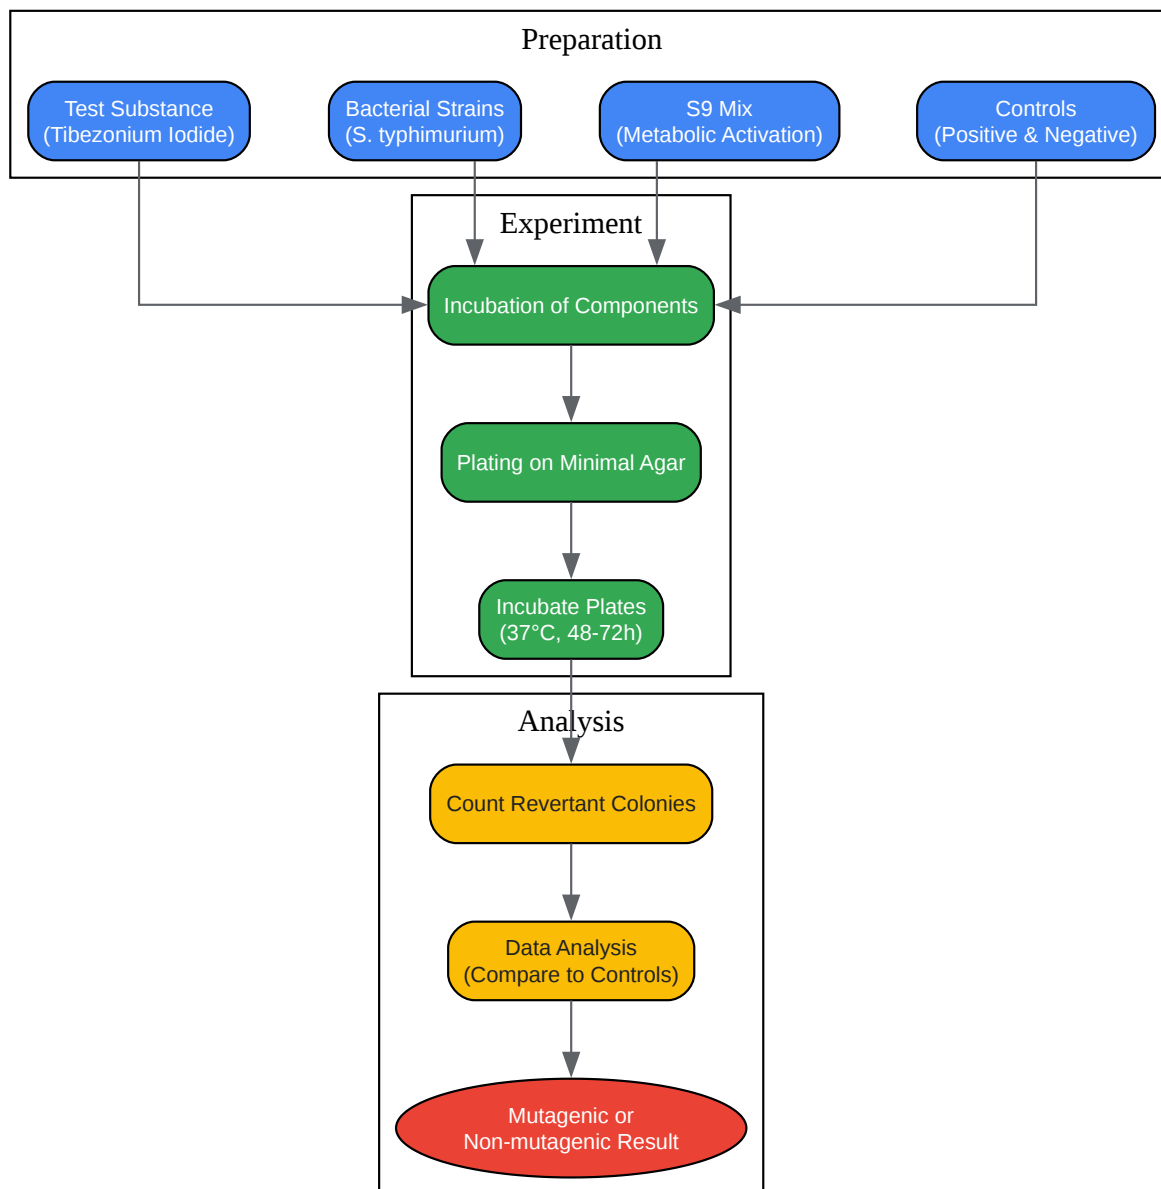 Preparation
Test Substance
(Tibezonium Iodide)
Bacterial Strains
(S. typhimurium)
S9 Mix
(Metabolic Activation)
Controls
(Positive & Negative)
Experiment
Incubation of Components
Plating on Minimal Agar
Incubate Plates
(37°C, 48-72h)
Analysis
Count Revertant Colonies
Data Analysis
(Compare to Controls)
Mutagenic or
Non-mutagenic Result